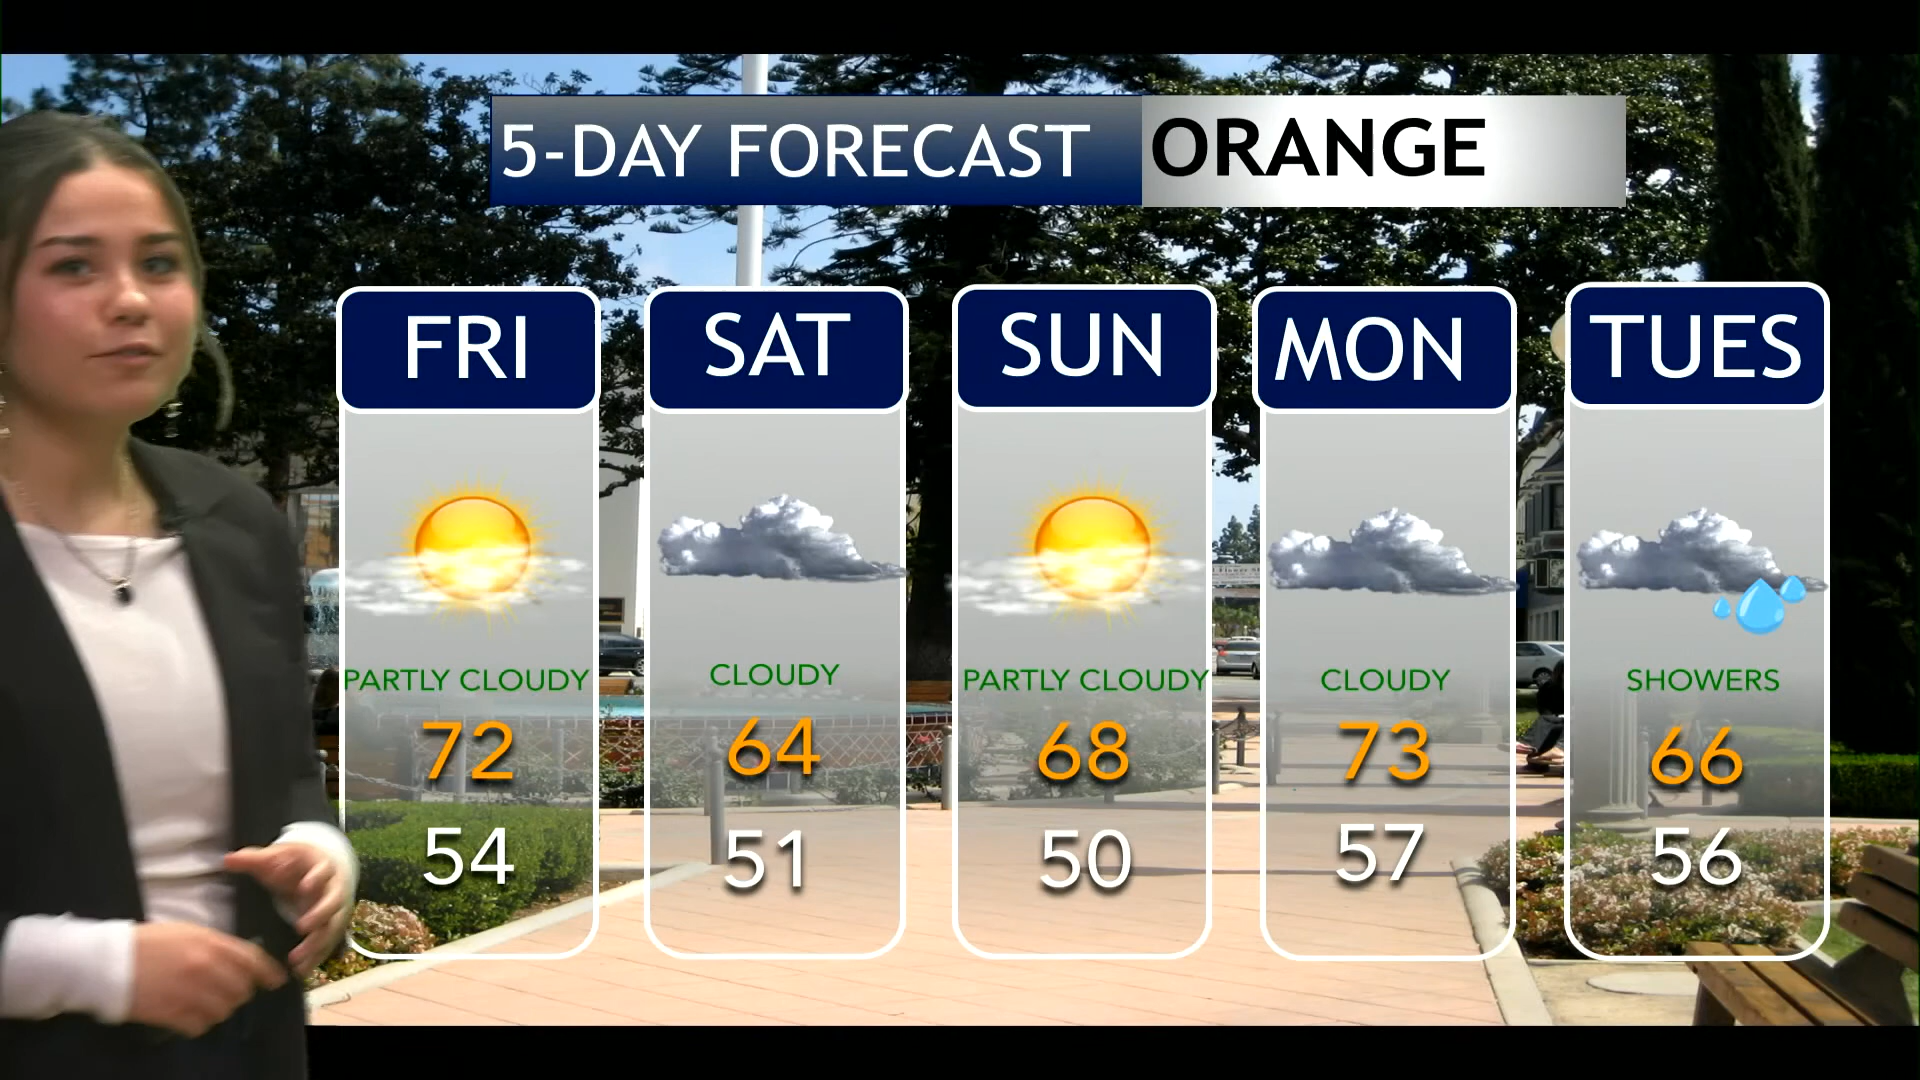 5-DAY FORECAST ORANGE
FRI SAT SUN MON TUES
PARTLY CLOUDY CLOUDY PARTLY CLOUDY CLOUDY SHOWERS
72 64 68 73 66
54 51 50 57 56